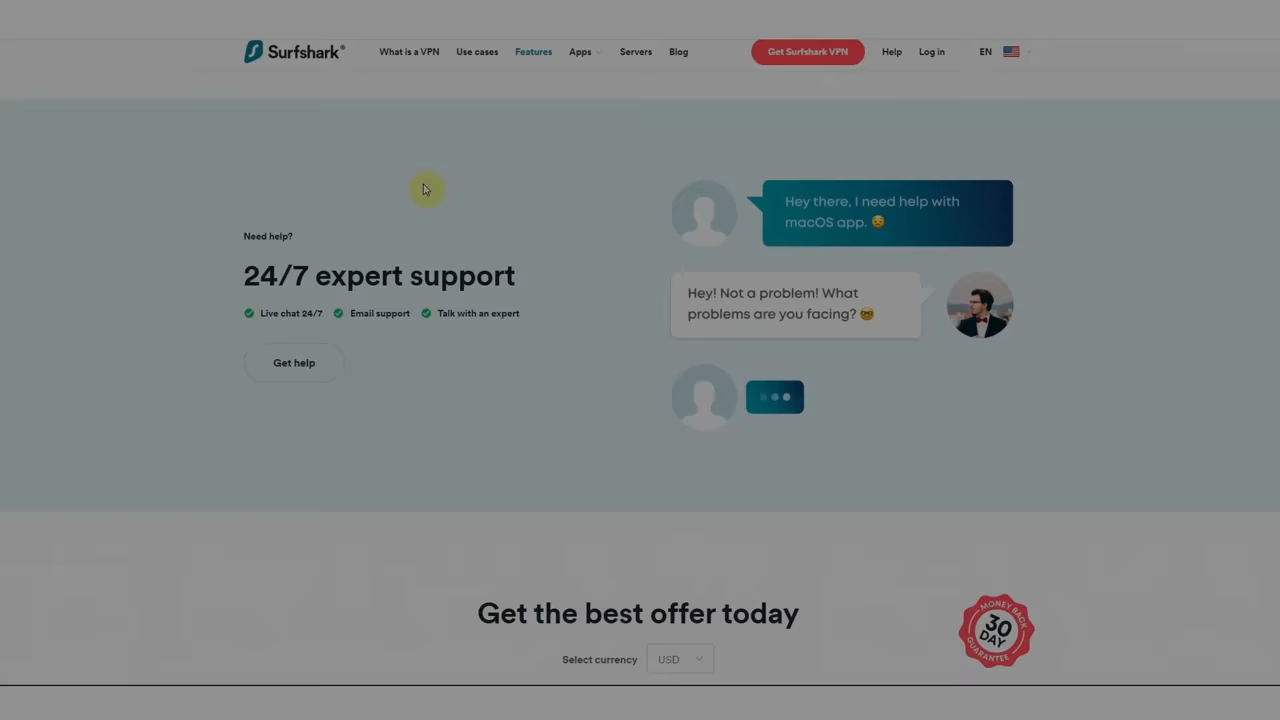 Surfshark®
What is a VPN Use cases Features Apps Servers Blog
Get Surfshark VPN
Help Log in EN
Need help?
24/7 expert support
Live chat 24/7 Email support Talk with an expert
Get help
Hey there, I need help with
macOS app. 😉
Hey! Not a problem! What
problems are you facing? 🤓
Get the best offer today
Select currency USD
MONEY BACK
30
DAY
GUARANTEE